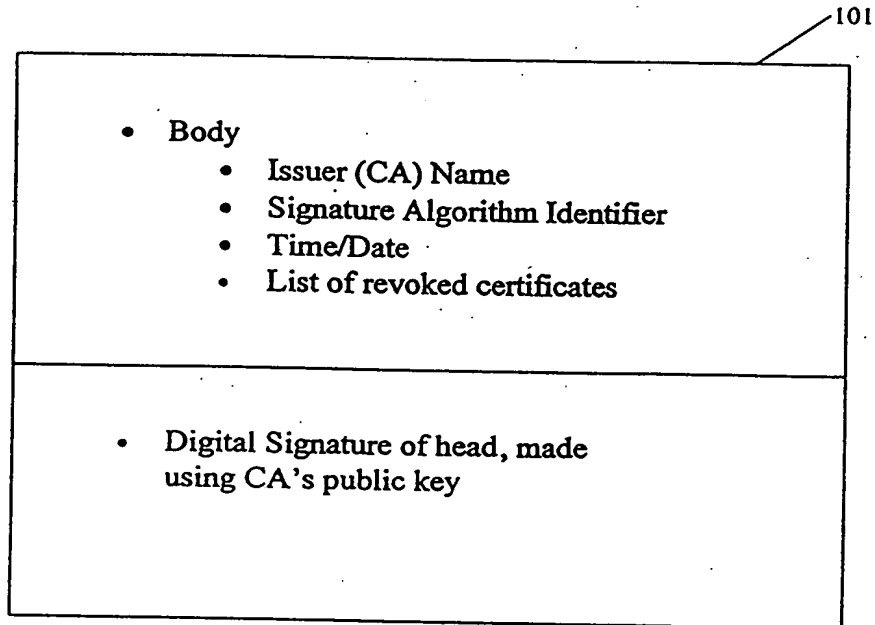 101
• Body
• Issuer (CA) Name
• Signature Algorithm Identifier
• Time/Date
• List of revoked certificates
• Digital Signature of head, made
using CA's public key